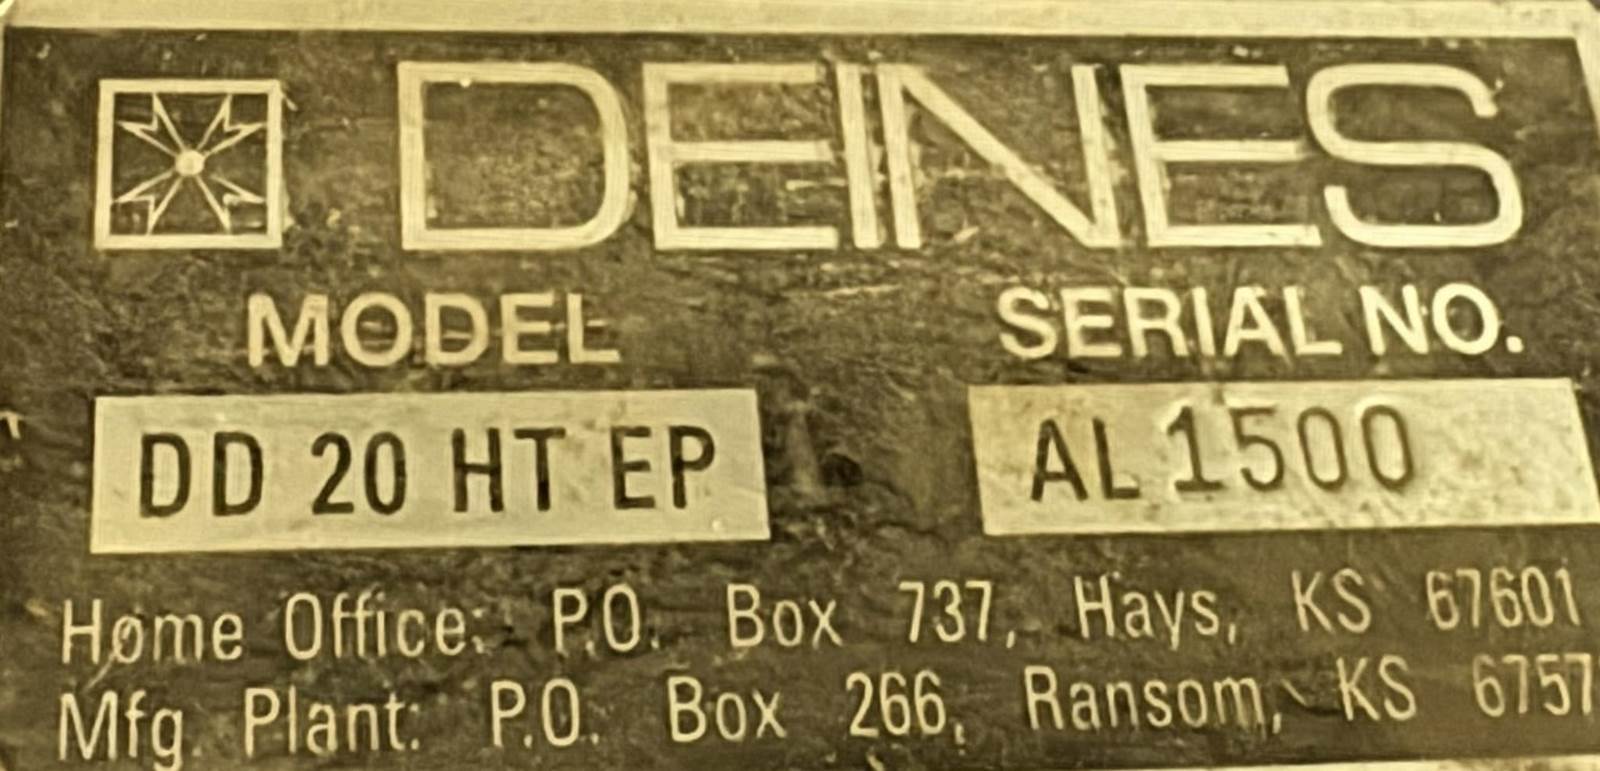 DEINES
MODEL SERIAL NO.
DD 20 HT EP AL 1500
Home Office: P.O. Box 737, Hays, KS 67601
Mfg. Plant: P.O. Box 266, Ransom, KS 6757